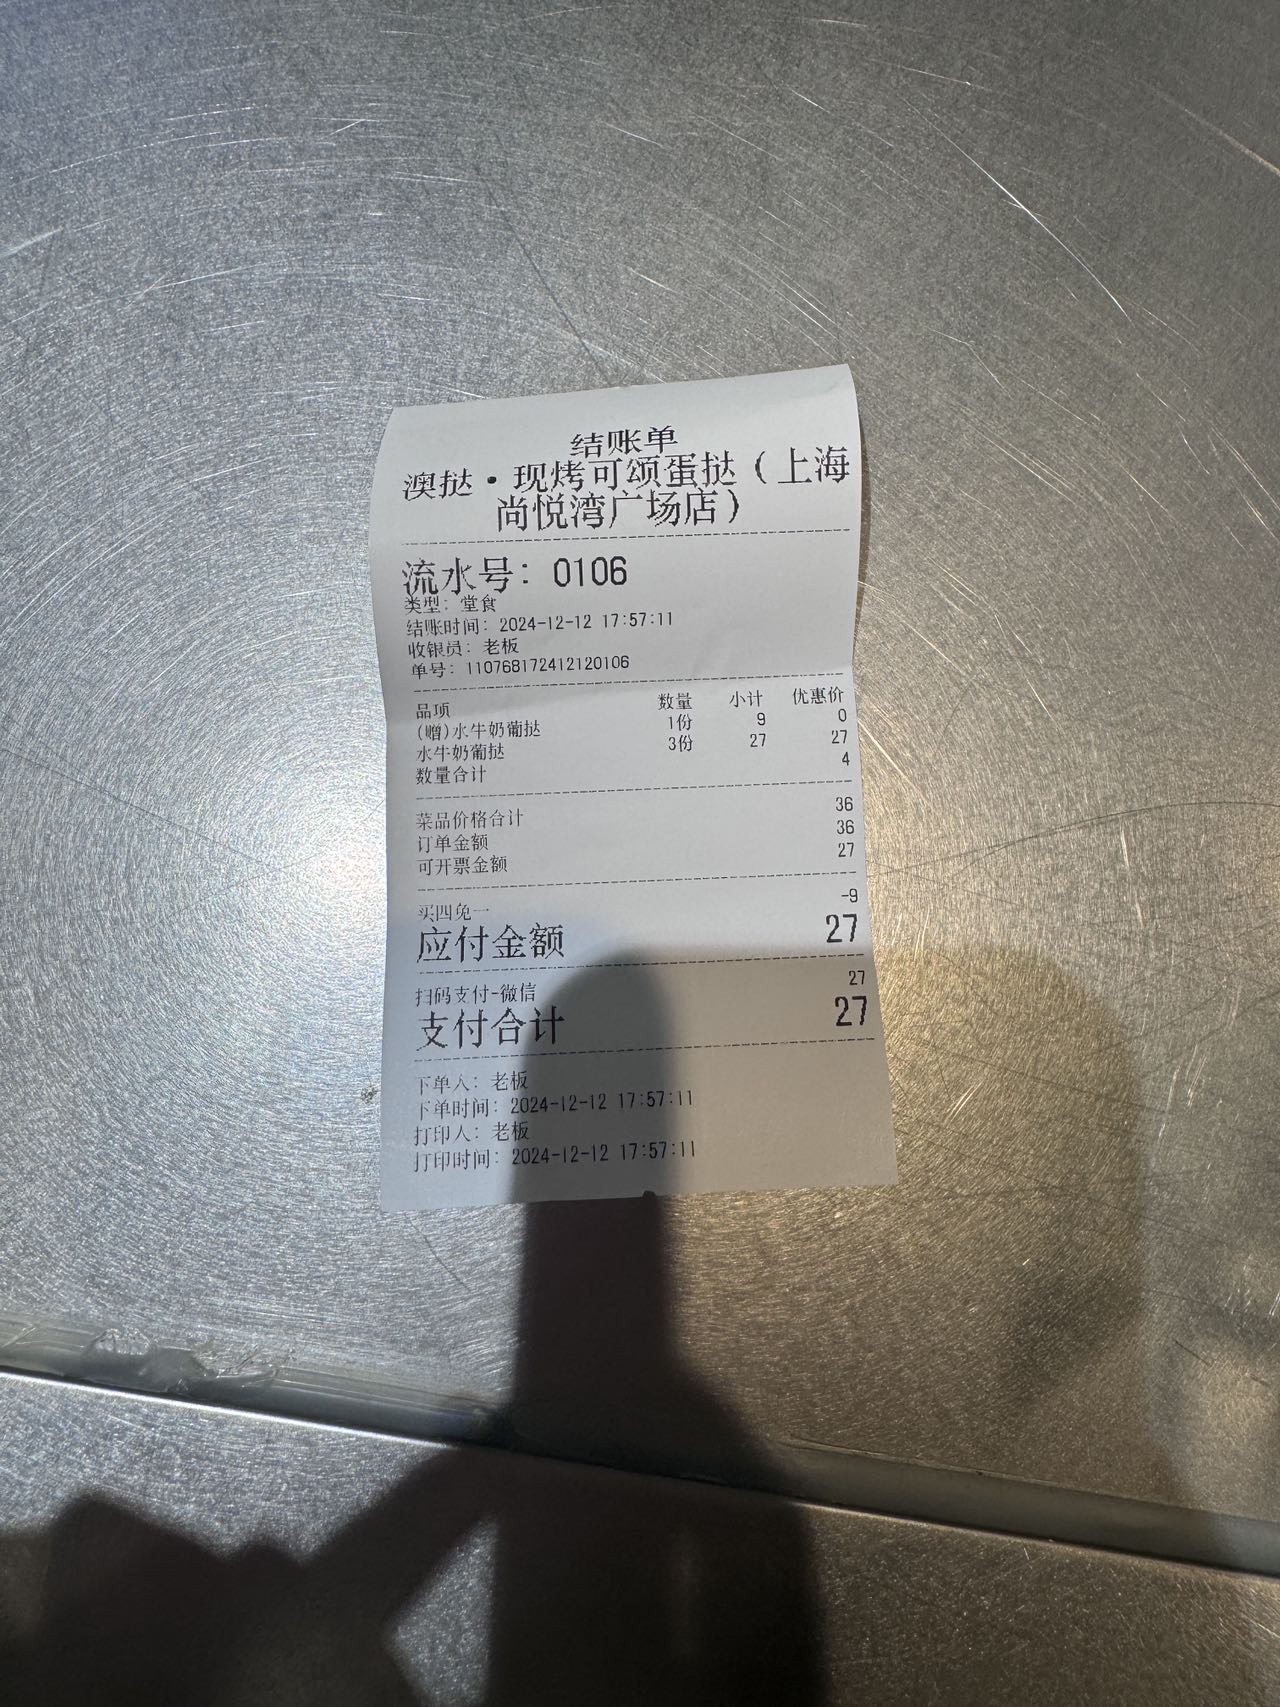 结账单
澳挞·现烤可颂蛋挞（上海
尚悦湾广场店）
流水号：0106
类型：堂食
结账时间：2024-12-12 17:57:11
收银员：老板
单号：110768172412120106
品项 数量 小计 优惠价
(赠)水牛奶葡挞 1份 9 0
水牛奶葡挞 3份 27 27
数量合计 4
菜品价格合计 36
订单金额 36
可开票金额 27
买四免一 -9
应付金额 27
扫码支付-微信 27
支付合计 27
下单人：老板
下单时间：2024-12-12 17:57:11
打印人：老板
打印时间：2024-12-12 17:57:11